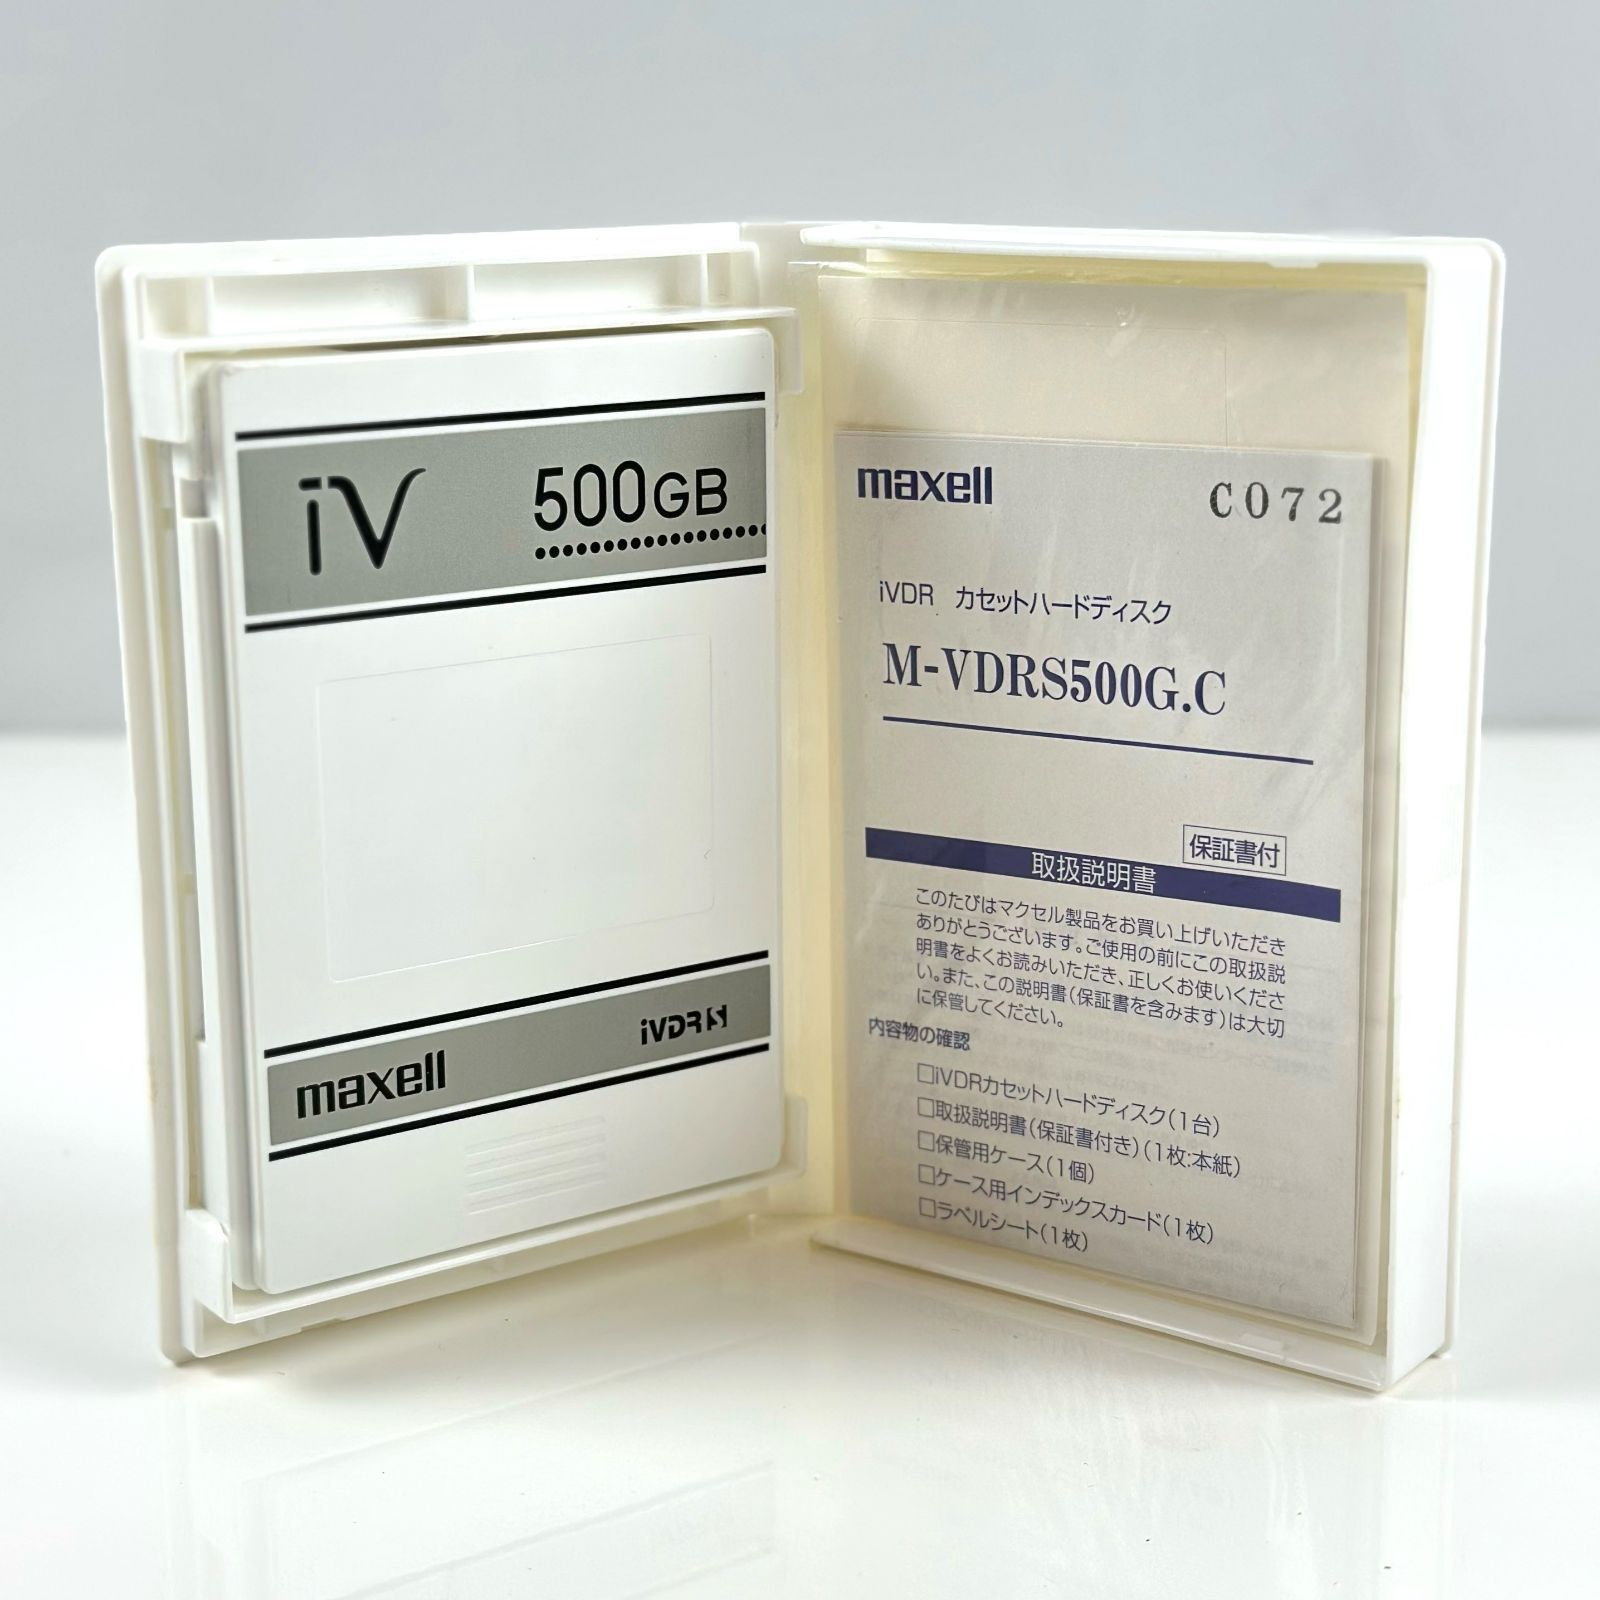 iV 500GB
maxell iVDR S
maxell C072
iVDR カセットハードディスク
M-VDRS500G.C
保証書付
取扱説明書
このたびはマクセル製品をお買い上げいただき
ありがとうございます。ご使用の前にこの取扱説
明書をよくお読みいただき、正しくお使いくださ
い。また、この説明書(保証書を含みます)は大切
に保管してください。
内容物の確認
□iVDRカセットハードディスク(1台)
□取扱説明書(保証書付き)(1枚:本紙)
□保管用ケース(1個)
□ケース用インデックスカード(1枚)
□ラベルシート(1枚)